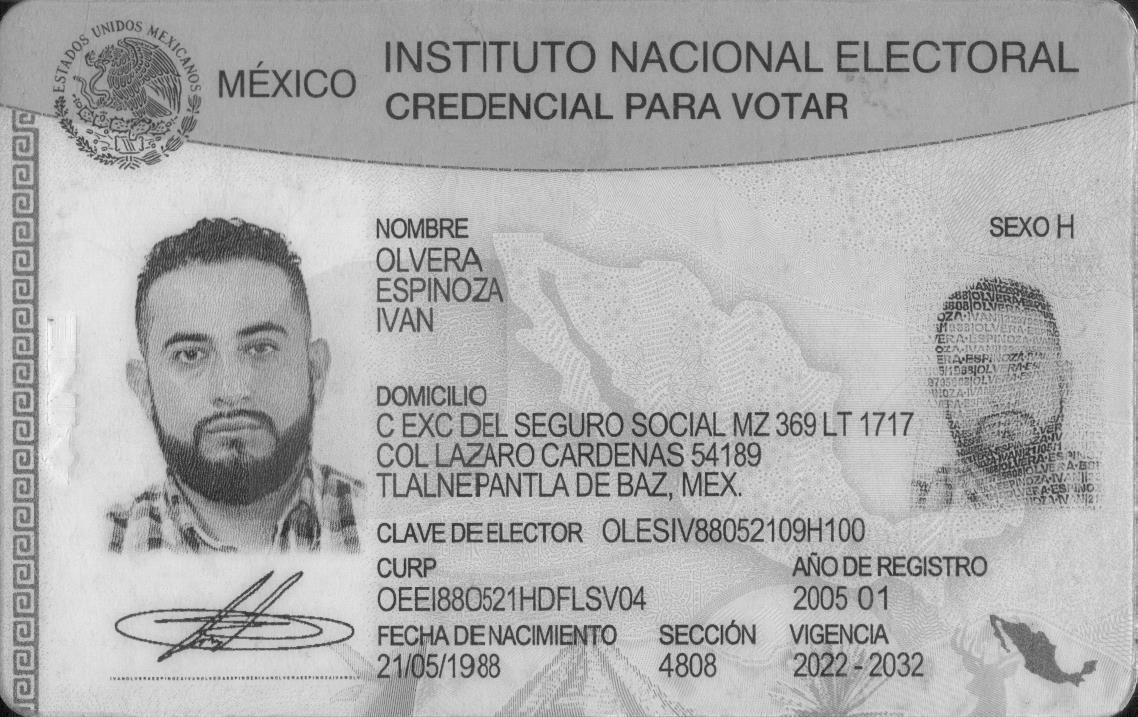 ESTADOS UNIDOS MEXICANOS
MÉXICO
INSTITUTO NACIONAL ELECTORAL
CREDENCIAL PARA VOTAR
NOMBRE
SEXO H
OLVERA
ESPINOZA
IVAN
DOMICILIO
C EXC DEL SEGURO SOCIAL MZ 369 LT 1717
COL LAZARO CARDENAS 54189
TLALNEPANTLA DE BAZ, MEX.
CLAVE DE ELECTOR OLESIV88052109H100
CURP
AÑO DE REGISTRO
OEEI880521HDFLSV04
2005 01
FECHA DE NACIMIENTO
SECCIÓN
VIGENCIA
21/05/1988
4808
2022 - 2032